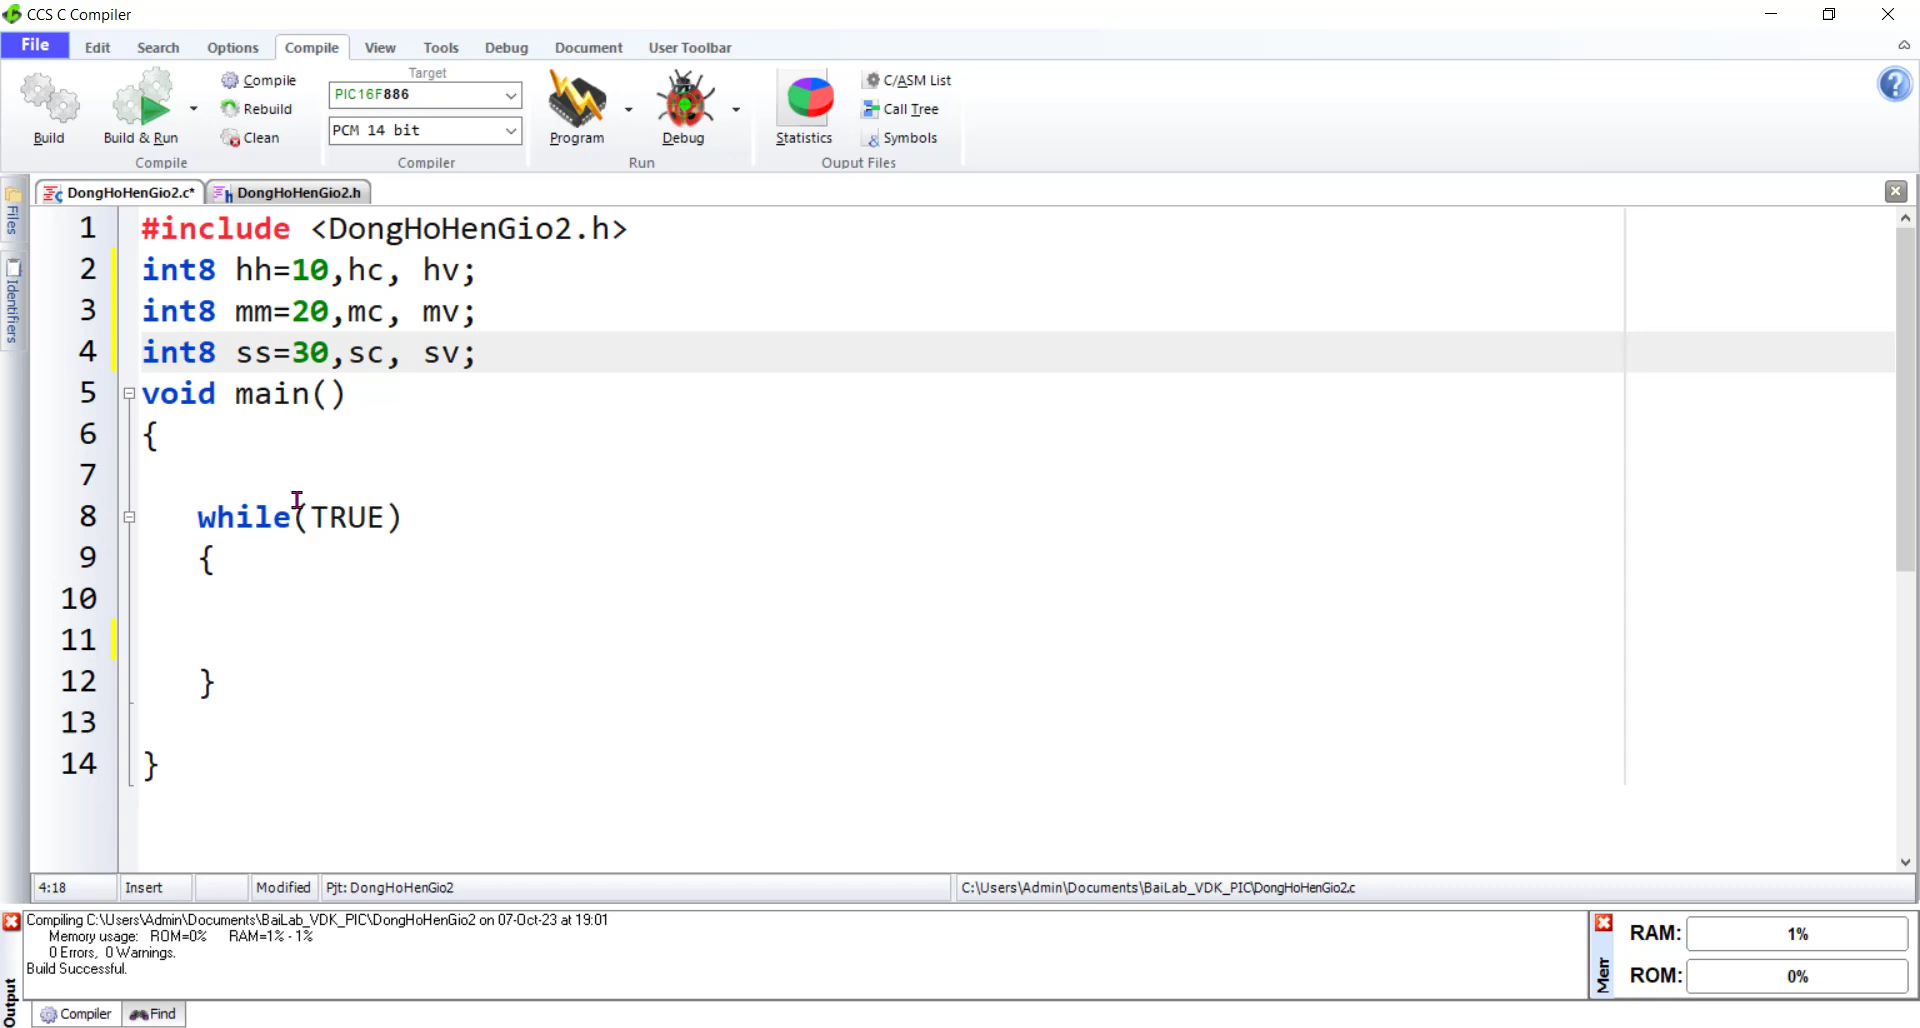 CCS C Compiler
File Edit Search Options Compile View Tools Debug Document User Toolbar
Build
Build & Run
Compile
Rebuild
Clean
Compile
Target
PIC16F886
PCM 14 bit
Compiler
Program
Debug
Run
Statistics
C/ASM List
Call Tree
Symbols
Ouput Files
Files
Identifiers
DongHoHenGio2.c* DongHoHenGio2.h
1 #include <DongHoHenGio2.h>
2 int8 hh=10,hc, hv;
3 int8 mm=20,mc, mv;
4 int8 ss=30,sc, sv;
5 void main()
6 {
7
8 while(TRUE)
9 {
10
11
12 }
13
14 }
4:18 Insert Modified Pjt: DongHoHenGio2 C:\Users\Admin\Documents\BaiLab_VDK_PIC\DongHoHenGio2.c
Compiling C:\Users\Admin\Documents\BaiLab_VDK_PIC\DongHoHenGio2 on 07-Oct-23 at 19:01
Memory usage: ROM=0% RAM=1% - 1%
0 Errors, 0 Warnings.
Build Successful.
Output
Compiler Find
Merr
RAM: 1%
ROM: 0%